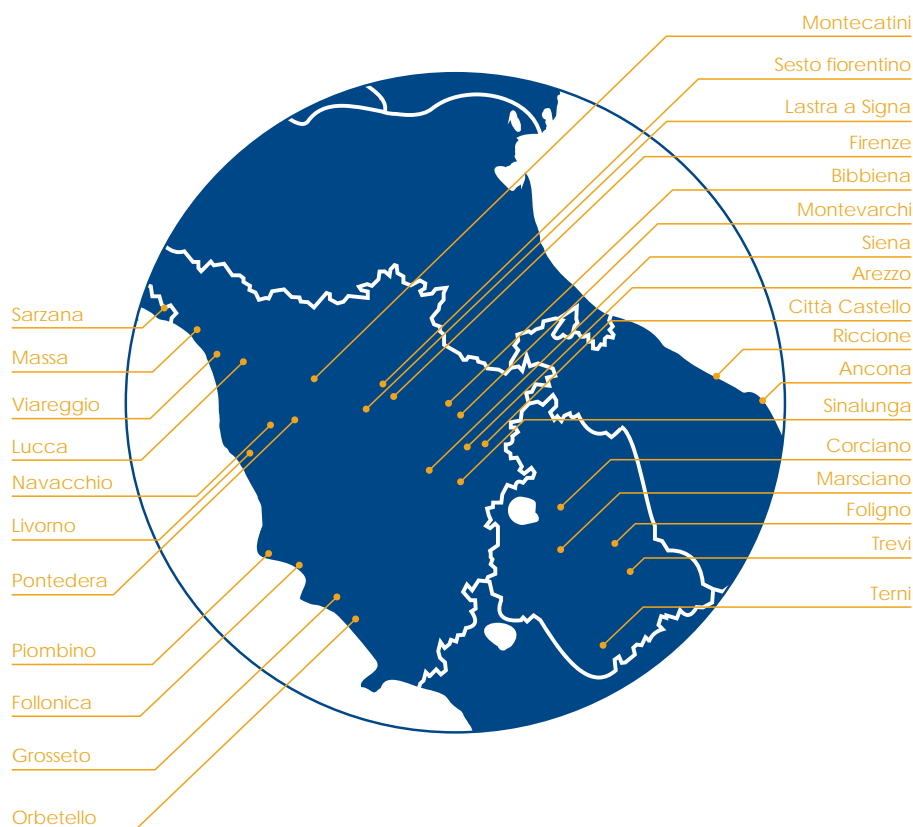 Montecatini
Sesto fiorentino
Lastra a Signa
Firenze
Bibbiena
Montevarchi
Siena
Arezzo
Città Castello
Riccione
Ancona
Sinalunga
Corciano
Marsciano
Foligno
Trevi
Terni
Sarzana
Massa
Viareggio
Lucca
Navacchio
Livorno
Pontedera
Piombino
Follonica
Grosseto
Orbetello